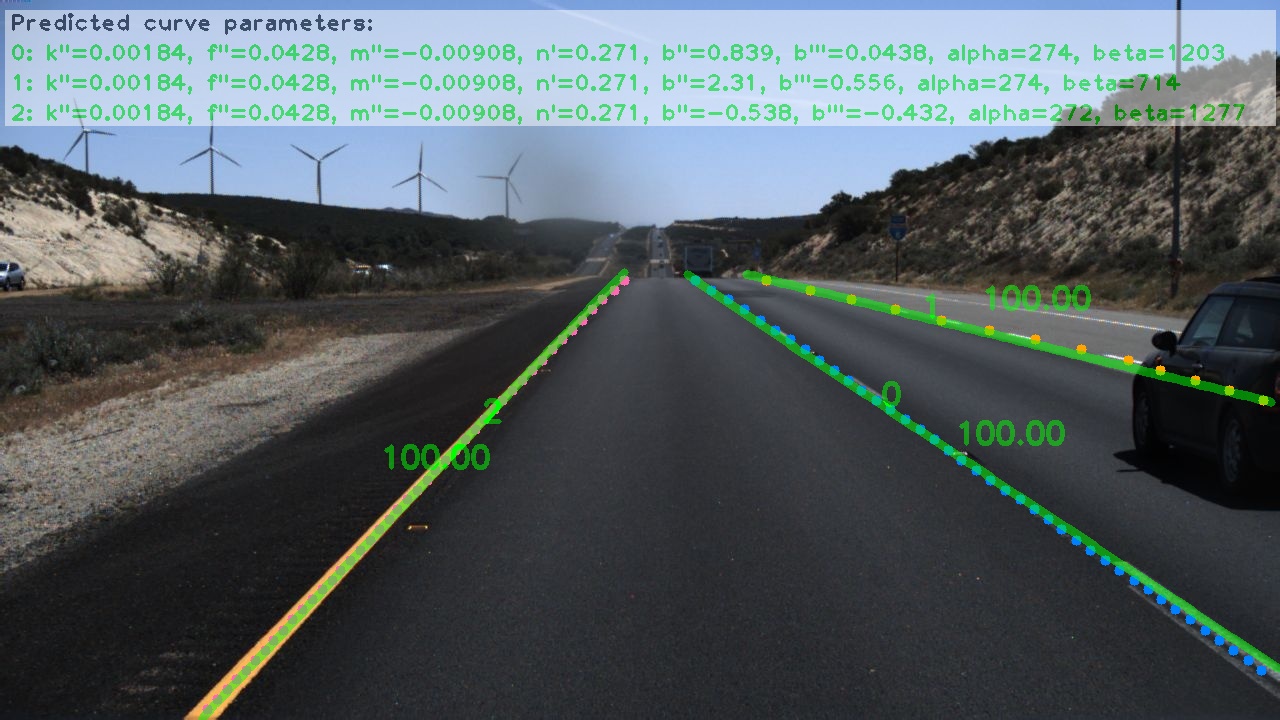 Predicted curve parameters:
0: k''=0.00184, f''=0.0428, m''=-0.00908, n'=0.271, b''=0.839, b'''=0.0438, alpha=274, beta=1203
1: k''=0.00184, f''=0.0428, m''=-0.00908, n'=0.271, b''=2.31, b'''=0.556, alpha=274, beta=714
2: k''=0.00184, f''=0.0428, m''=-0.00908, n'=0.271, b''=-0.538, b'''=-0.432, alpha=272, beta=1277
1 100.00
0
2
100.00
100.00